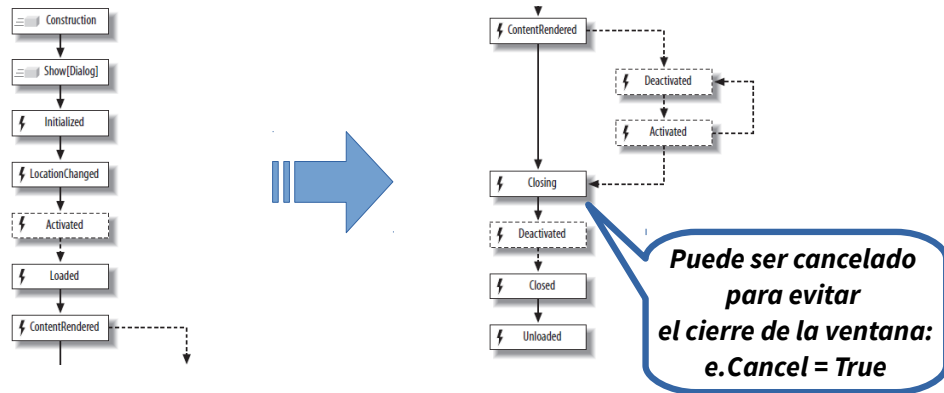 Construction
Show[Dialog]
Initialized
LocationChanged
Activated
Loaded
ContentRendered
ContentRendered
Deactivated
Activated
Closing
Deactivated
Closed
Unloaded
Puede ser cancelado
para evitar
el cierre de la ventana:
e.Cancel = True